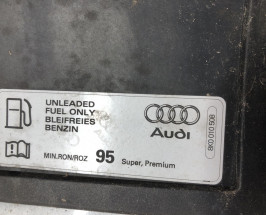 UNLEADED
FUEL ONLY
BLEIFREIES
BENZIN
Audi
MIN.RON/ROZ 95 Super, Premium
8K0 010 508